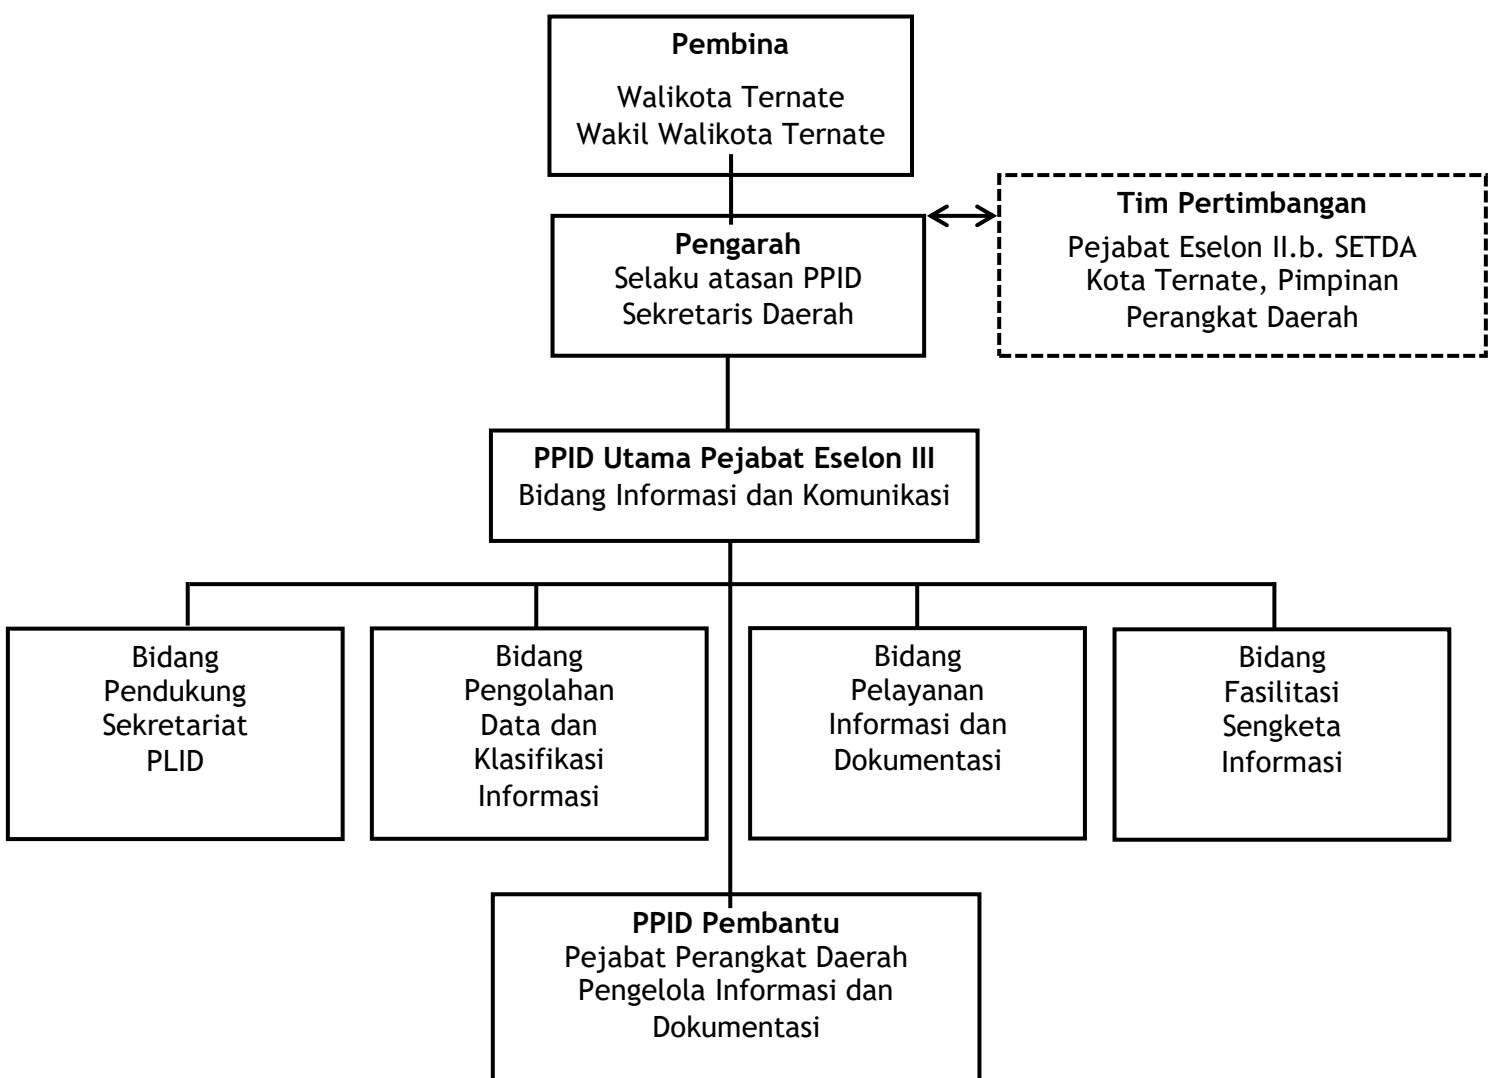 Pembina
Walikota Ternate
Wakil Walikota Ternate
Tim Pertimbangan
Pejabat Eselon II.b. SETDA
Kota Ternate, Pimpinan
Perangkat Daerah
Pengarah
Selaku atasan PPID
Sekretaris Daerah
PPID Utama Pejabat Eselon III
Bidang Informasi dan Komunikasi
Bidang
Pendukung
Sekretariat
PLID
Bidang
Pengolahan
Data dan
Klasifikasi
Informasi
Bidang
Pelayanan
Informasi dan
Dokumentasi
Bidang
Fasilitasi
Sengketa
Informasi
PPID Pembantu
Pejabat Perangkat Daerah
Pengelola Informasi dan
Dokumentasi